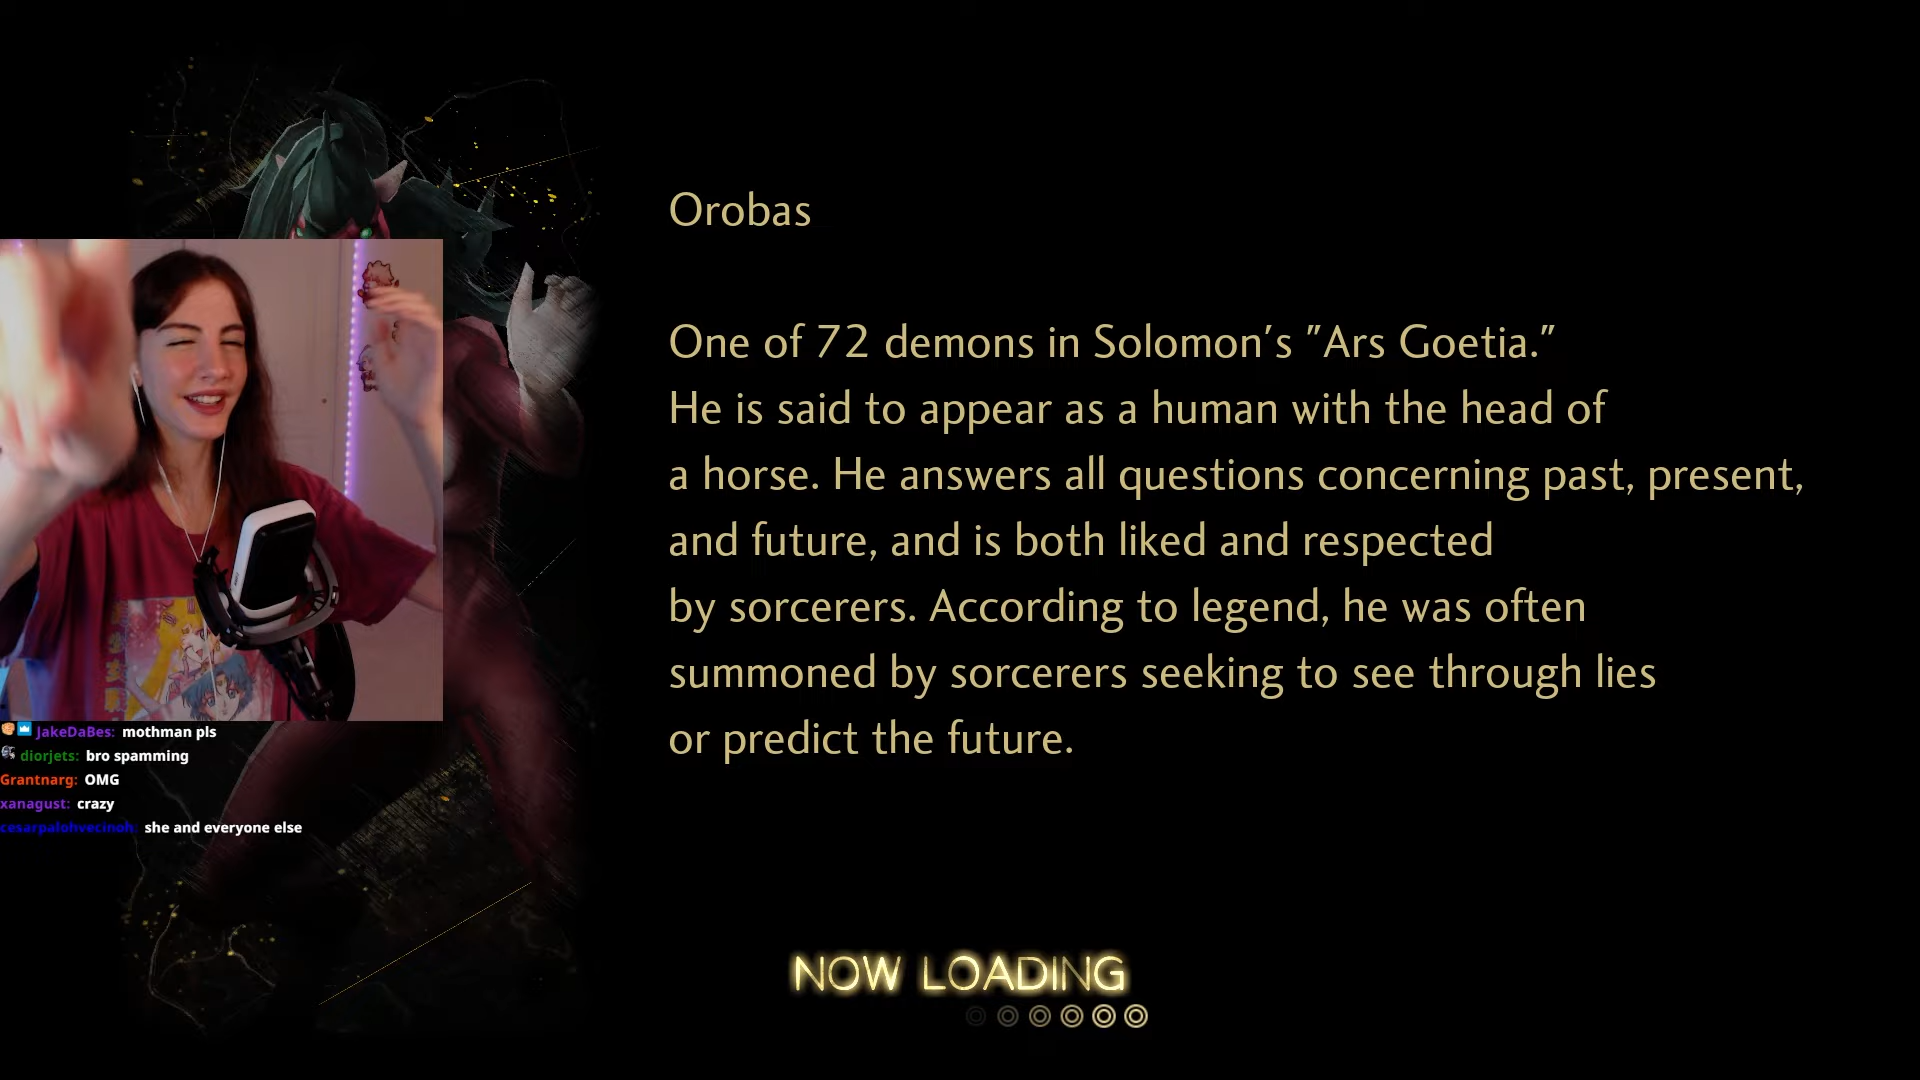 Orobas
One of 72 demons in Solomon's "Ars Goetia."
He is said to appear as a human with the head of
a horse. He answers all questions concerning past, present,
and future, and is both liked and respected
by sorcerers. According to legend, he was often
summoned by sorcerers seeking to see through lies
or predict the future.
JakeDaBes: mothman pls
diorjets: bro spamming
Grantnarg: OMG
xanagust: crazy
cesarpalohvecinoh: she and everyone else
NOW LOADING